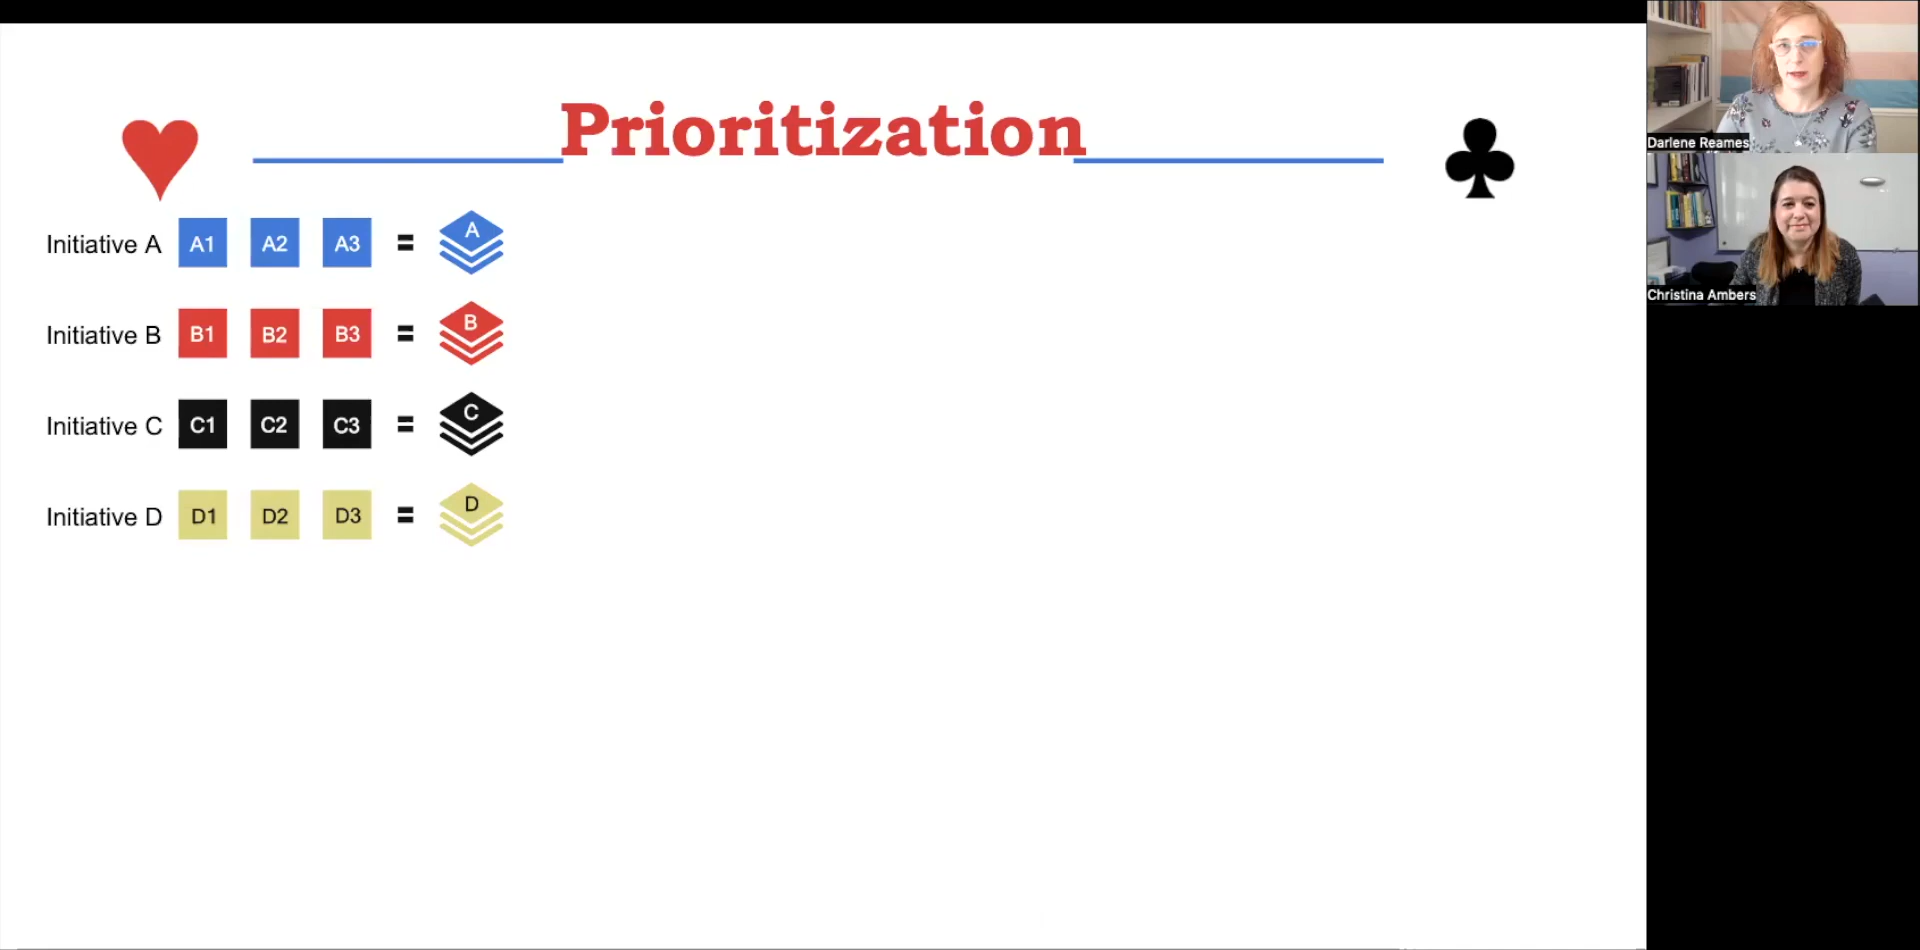 Prioritization
Initiative A A1 A2 A3 = A
Initiative B B1 B2 B3 = B
Initiative C C1 C2 C3 = C
Initiative D D1 D2 D3 = D
Darlene Reames
Christina Ambers